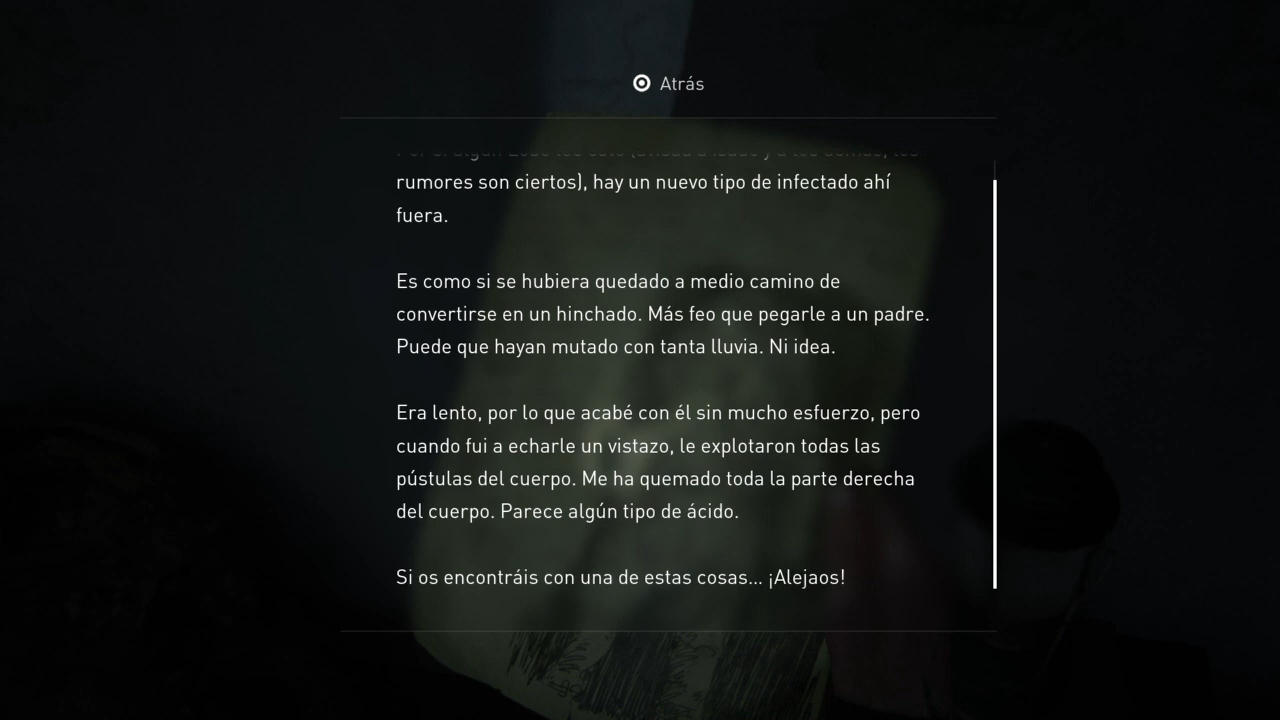 Atrás
rumores son ciertos), hay un nuevo tipo de infectado ahí
fuera.
Es como si se hubiera quedado a medio camino de
convertirse en un hinchado. Más feo que pegarle a un padre.
Puede que hayan mutado con tanta lluvia. Ni idea.
Era lento, por lo que acabé con él sin mucho esfuerzo, pero
cuando fui a echarle un vistazo, le explotaron todas las
pústulas del cuerpo. Me ha quemado toda la parte derecha
del cuerpo. Parece algún tipo de ácido.
Si os encontráis con una de estas cosas... ¡Alejaos!